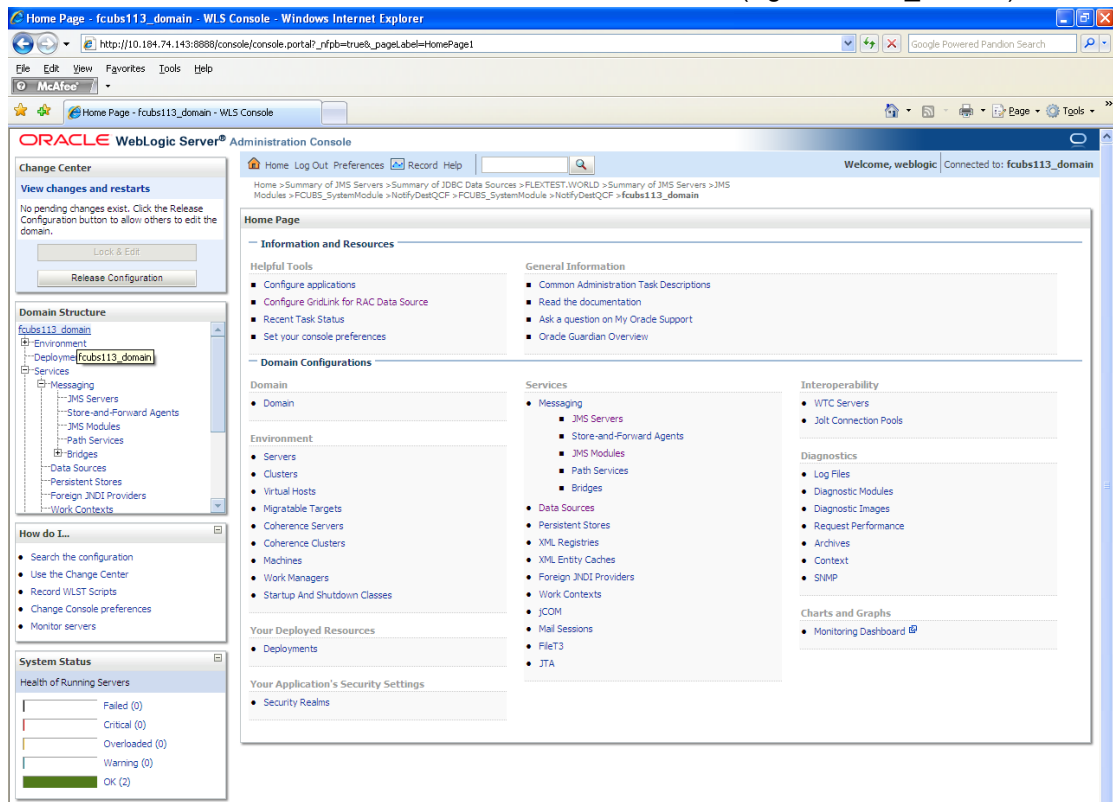 Home Page - fcubs113_domain - WLS Console - Windows Internet Explorer
http://10.184.74.143:8888/console/console.portal?_nfpb=true&_pageLabel=HomePage1
Google Powered Pandion Search
File Edit View Favorites Tools Help
McAfee
Home Page - fcubs113_domain - WLS Console
Page Tools
ORACLE WebLogic Server® Administration Console
Change Center
View changes and restarts
No pending changes exist. Click the Release
Configuration button to allow others to edit the
domain.
Lock & Edit
Release Configuration
Domain Structure
fcubs113_domain
Environment
Deployme
fcubs113_domain
Services
Messaging
JMS Servers
Store-and-Forward Agents
JMS Modules
Path Services
Bridges
Data Sources
Persistent Stores
Foreign JNDI Providers
Work Contexts
How do I...
Search the configuration
Use the Change Center
Record WLST Scripts
Change Console preferences
Monitor servers
System Status
Health of Running Servers
Failed (0)
Critical (0)
Overloaded (0)
Warning (0)
OK (2)
Home Log Out Preferences Record Help
Welcome, weblogic Connected to: fcubs113_domain
Home >Summary of JMS Servers >Summary of JDBC Data Sources >FLEXTEST.WORLD >Summary of JMS Servers >JMS
Modules >FCUBS_SystemModule >NotifyDestQCF >FCUBS_SystemModule >NotifyDestQCF >fcubs113_domain
Home Page
Information and Resources
Helpful Tools
Configure applications
Configure GridLink for RAC Data Source
Recent Task Status
Set your console preferences
General Information
Common Administration Task Descriptions
Read the documentation
Ask a question on My Oracle Support
Oracle Guardian Overview
Domain Configurations
Domain
Domain
Environment
Servers
Clusters
Virtual Hosts
Migratable Targets
Coherence Servers
Coherence Clusters
Machines
Work Managers
Startup And Shutdown Classes
Your Deployed Resources
Deployments
Your Application's Security Settings
Security Realms
Services
Messaging
JMS Servers
Store-and-Forward Agents
JMS Modules
Path Services
Bridges
Data Sources
Persistent Stores
XML Registries
XML Entity Caches
Foreign JNDI Providers
Work Contexts
jCOM
Mail Sessions
FileT3
JTA
Interoperability
WTC Servers
Jolt Connection Pools
Diagnostics
Log Files
Diagnostic Modules
Diagnostic Images
Request Performance
Archives
Context
SNMP
Charts and Graphs
Monitoring Dashboard